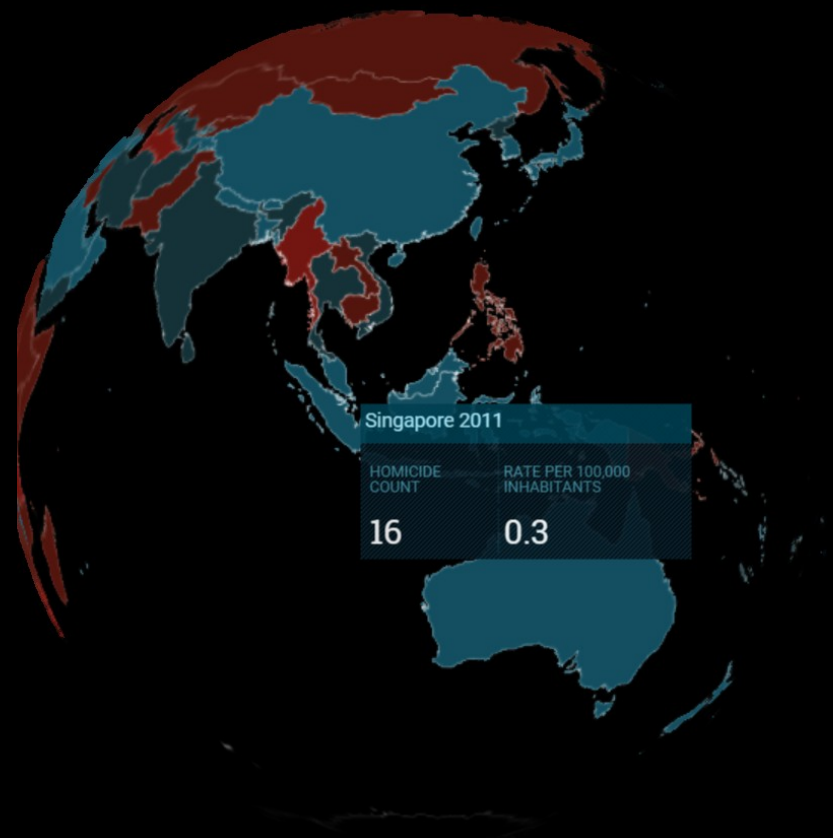 Singapore 2011
HOMICIDE
COUNT
RATE PER 100,000
INHABITANTS
16
0.3